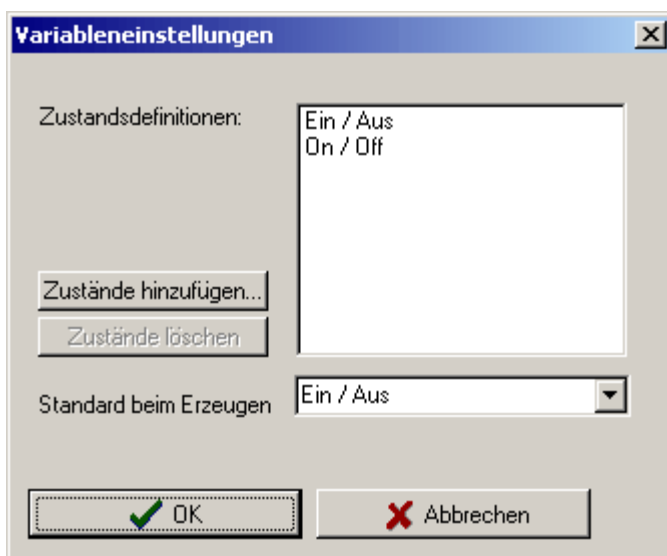 Variableneinstellungen
Zustandsdefinitionen:
Ein / Aus
On / Off
Zustände hinzufügen...
Zustände löschen
Standard beim Erzeugen
Ein / Aus
OK
Abbrechen